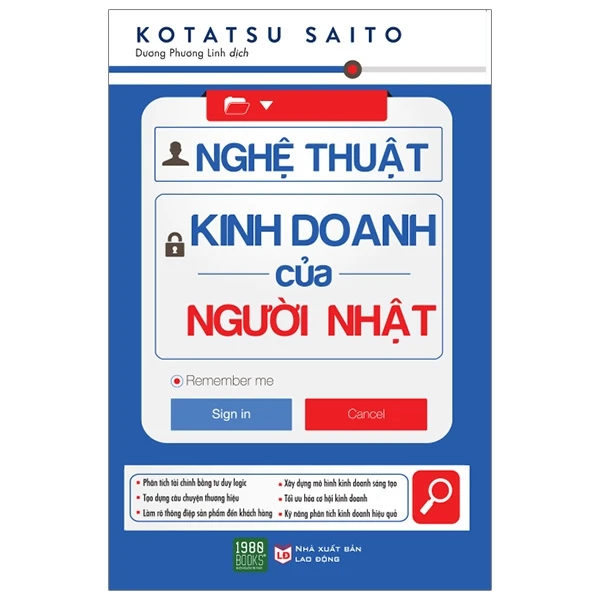 KOTATSU SAITO
Dương Phương Linh dịch
NGHỆ THUẬT
KINH DOANH
của
NGƯỜI NHẬT
Remember me
Sign in
Cancel
Phân tích tài chính bằng tư duy logic
Tạo dựng câu chuyện thương hiệu
Làm rõ thông điệp sản phẩm đến khách hàng
Xây dựng mô hình kinh doanh sáng tạo
Tối ưu hóa cơ hội kinh doanh
Kỹ năng phân tích kinh doanh hiệu quả
1980
BOOKS
LĐ
NHÀ XUẤT BẢN
LAO ĐỘNG